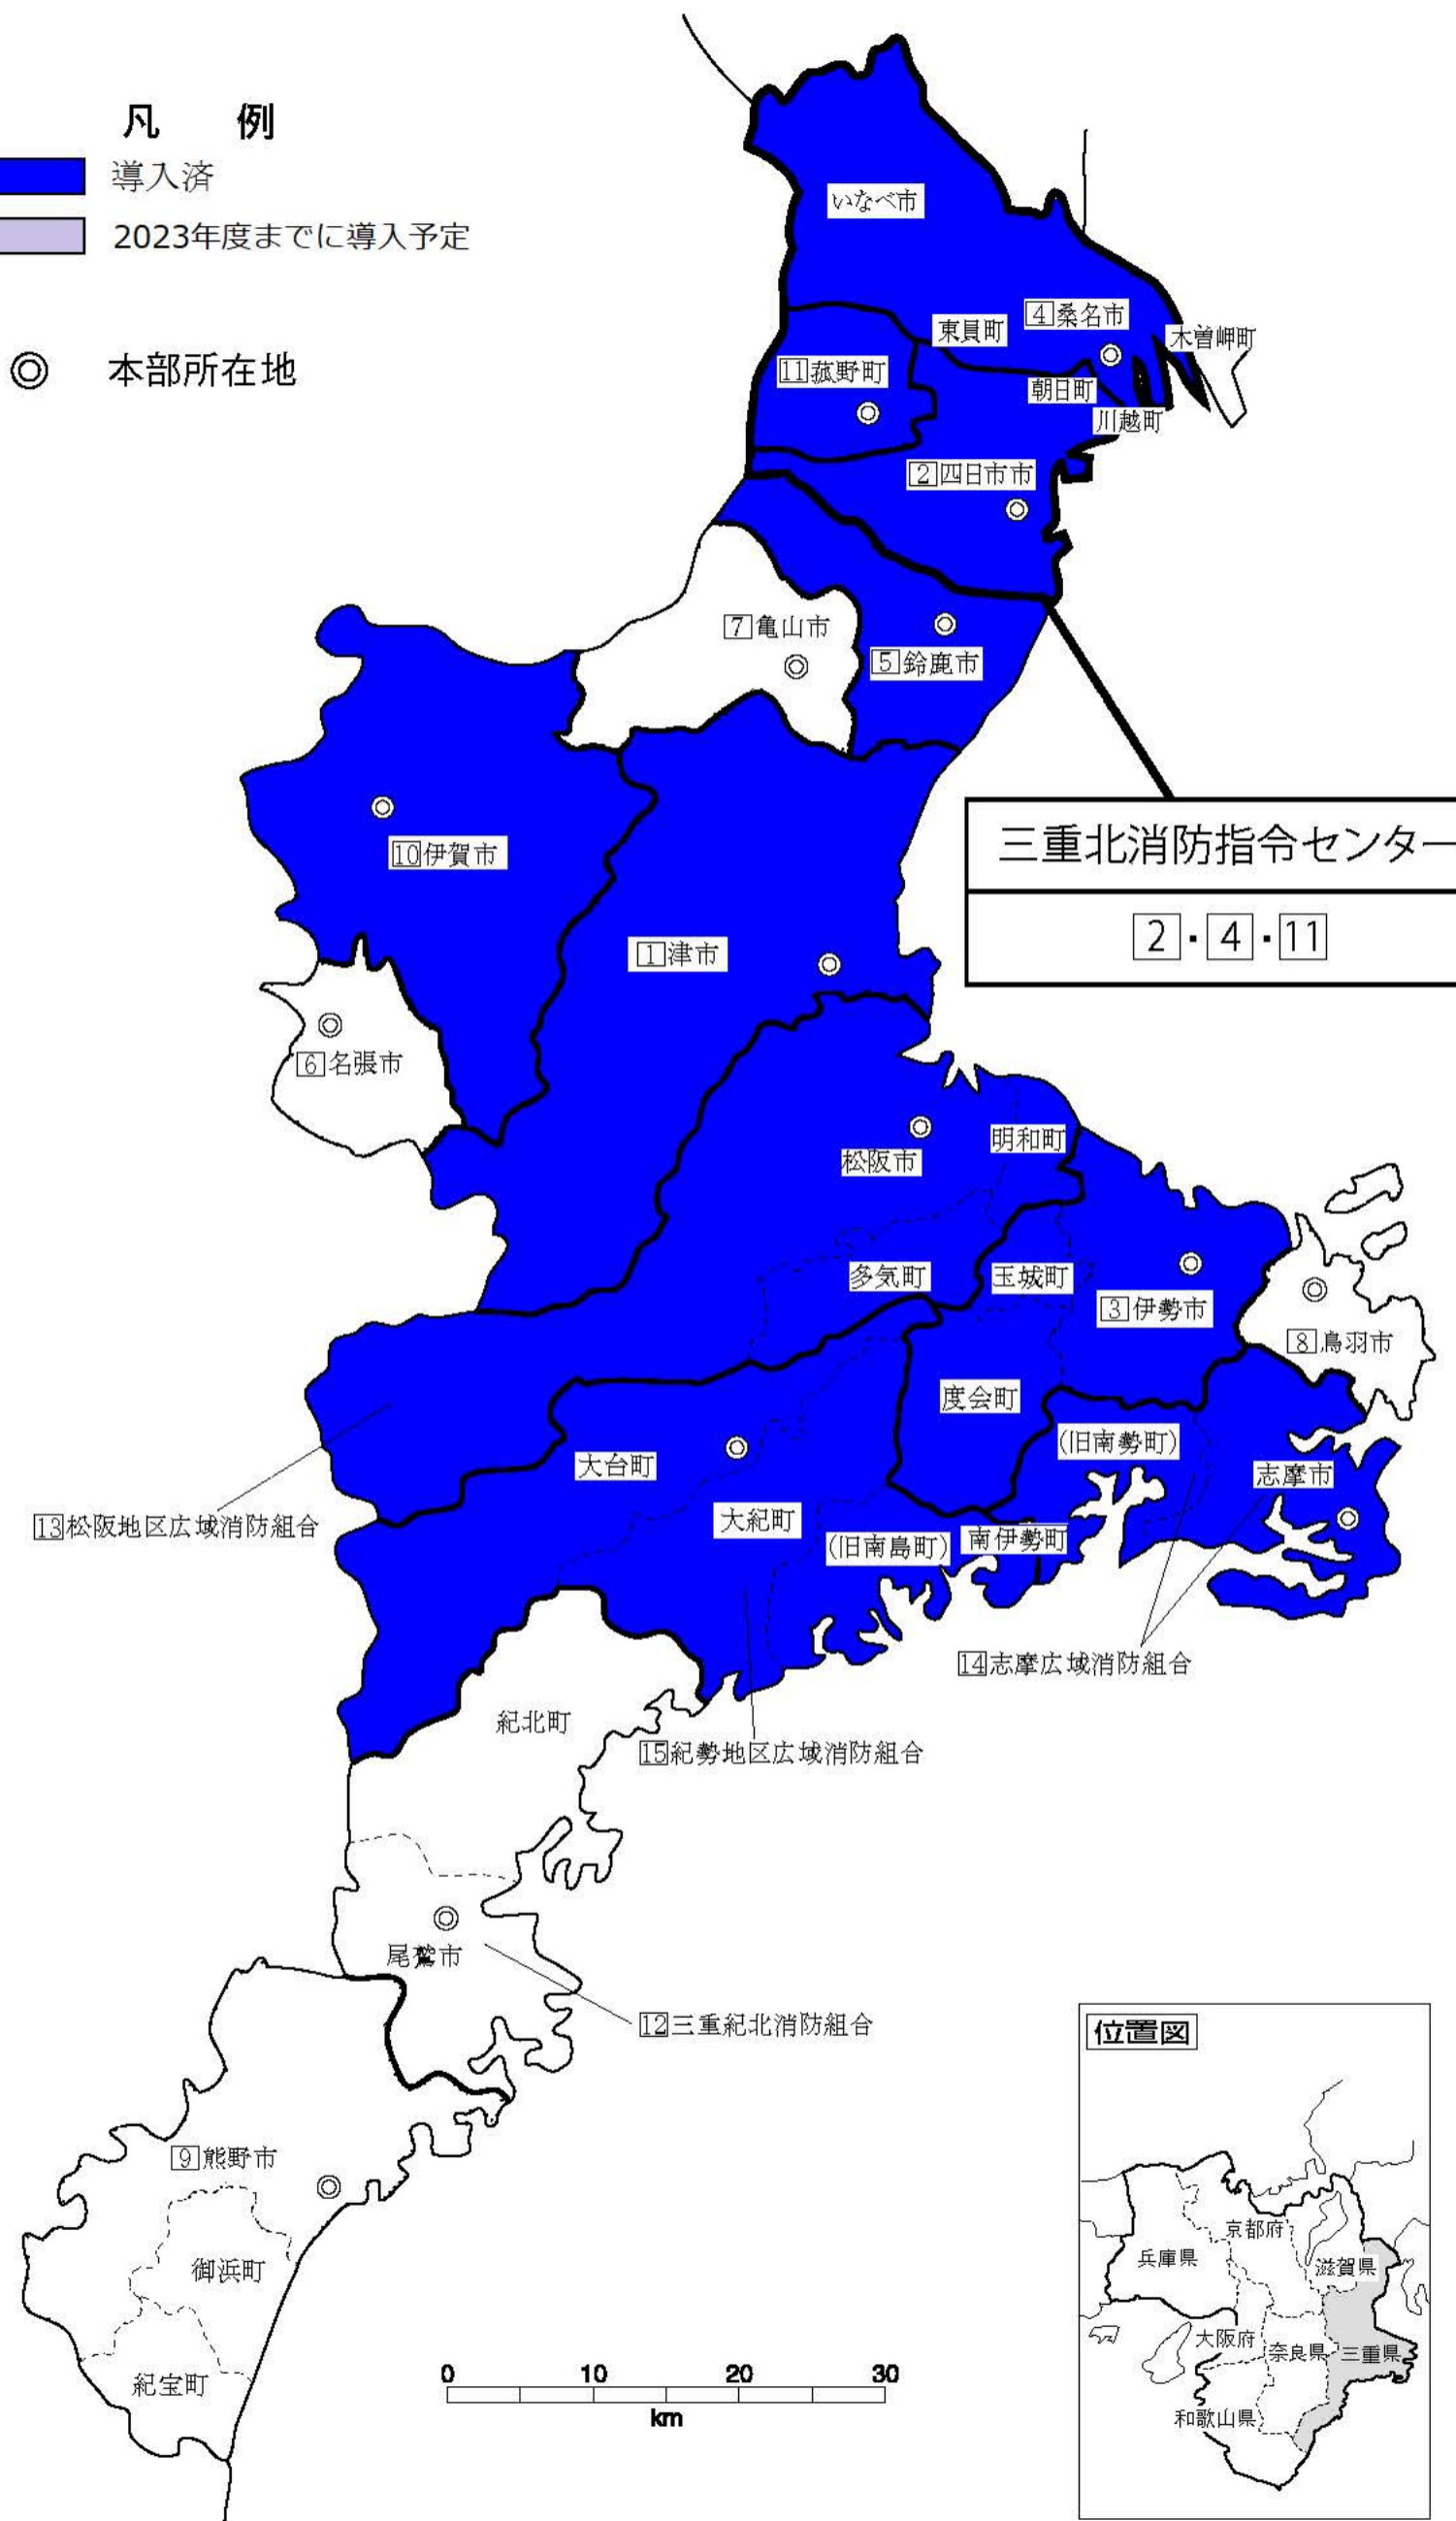 凡 例
導入済
2023年度までに導入予定
◎ 本部所在地
いなべ市
東員町
4桑名市
木曽岬町
11菰野町
朝日町
川越町
2四日市市
7亀山市
5鈴鹿市
三重北消防指令センター
2・4・11
10伊賀市
1津市
6名張市
松阪市
明和町
多気町
玉城町
3伊勢市
8鳥羽市
度会町
(旧南勢町)
志摩市
大台町
大紀町
(旧南島町)
南伊勢町
13松阪地区広域消防組合
14志摩広域消防組合
紀北町
15紀勢地区広域消防組合
尾鷲市
12三重紀北消防組合
9熊野市
御浜町
紀宝町
0 10 20 30
km
位置図
京都府
兵庫県
滋賀県
大阪府
奈良県
三重県
和歌山県